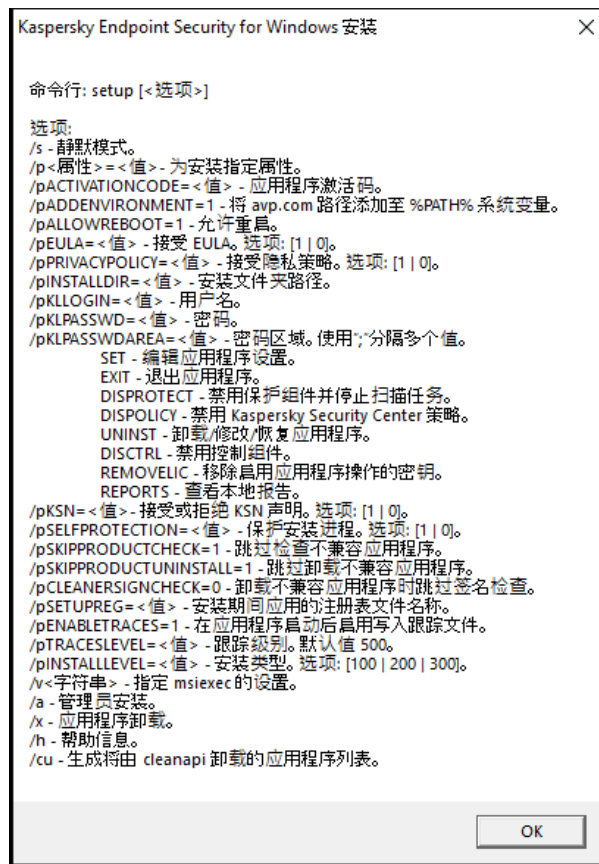 Kaspersky Endpoint Security for Windows 安装
命令行: setup [<选项>]
选项:
/s - 静默模式。
/p<属性>=<值> - 为安装指定属性。
/pACTIVATIONCODE=<值> - 应用程序激活码。
/pADDENVIRONMENT=1 - 将 avp.com 路径添加至 %PATH% 系统变量。
/pALLOWREBOOT=1 - 允许重启。
/pEULA=<值> - 接受 EULA。选项: [1 | 0]。
/pPRIVACYPOLICY=<值> - 接受隐私策略。选项: [1 | 0]。
/pINSTALLDIR=<值> - 安装文件夹路径。
/pKLLOGIN=<值> - 用户名。
/pKLPASSWD=<值> - 密码。
/pKLPASSWDAREA=<值> - 密码区域。使用";"分隔多个值。
SET - 编辑应用程序设置。
EXIT - 退出应用程序。
DISPROTECT - 禁用保护组件并停止扫描任务。
DISPOLICY - 禁用 Kaspersky Security Center 策略。
UNINST - 卸载/修改/恢复应用程序。
DISCTRL - 禁用控制组件。
REMOVELIC - 移除启用应用程序操作的密钥。
REPORTS - 查看本地报告。
/pKSN=<值> - 接受或拒绝 KSN 声明。选项: [1 | 0]。
/pSELFPROTECTION=<值> - 保护安装进程。选项: [1 | 0]。
/pSKIPPRODUCTCHECK=1 - 跳过检查不兼容应用程序。
/pSKIPPRODUCTUNINSTALL=1 - 跳过卸载不兼容应用程序。
/pCLEANERSIGNCHECK=0 - 卸载不兼容应用程序时跳过签名检查。
/pSETUPREG=<值> - 安装期间应用的注册表文件名称。
/pENABLETRACES=1 - 在应用程序启动后启用写入跟踪文件。
/pTRACESLEVEL=<值> - 跟踪级别。默认值 500。
/pINSTALLLEVEL=<值> - 安装类型。选项: [100 | 200 | 300]。
/v<字符串> - 指定 msiexec 的设置。
/a - 管理员安装。
/x - 应用程序卸载。
/h - 帮助信息。
/cu - 生成将由 cleanapi 卸载的应用程序列表。
OK